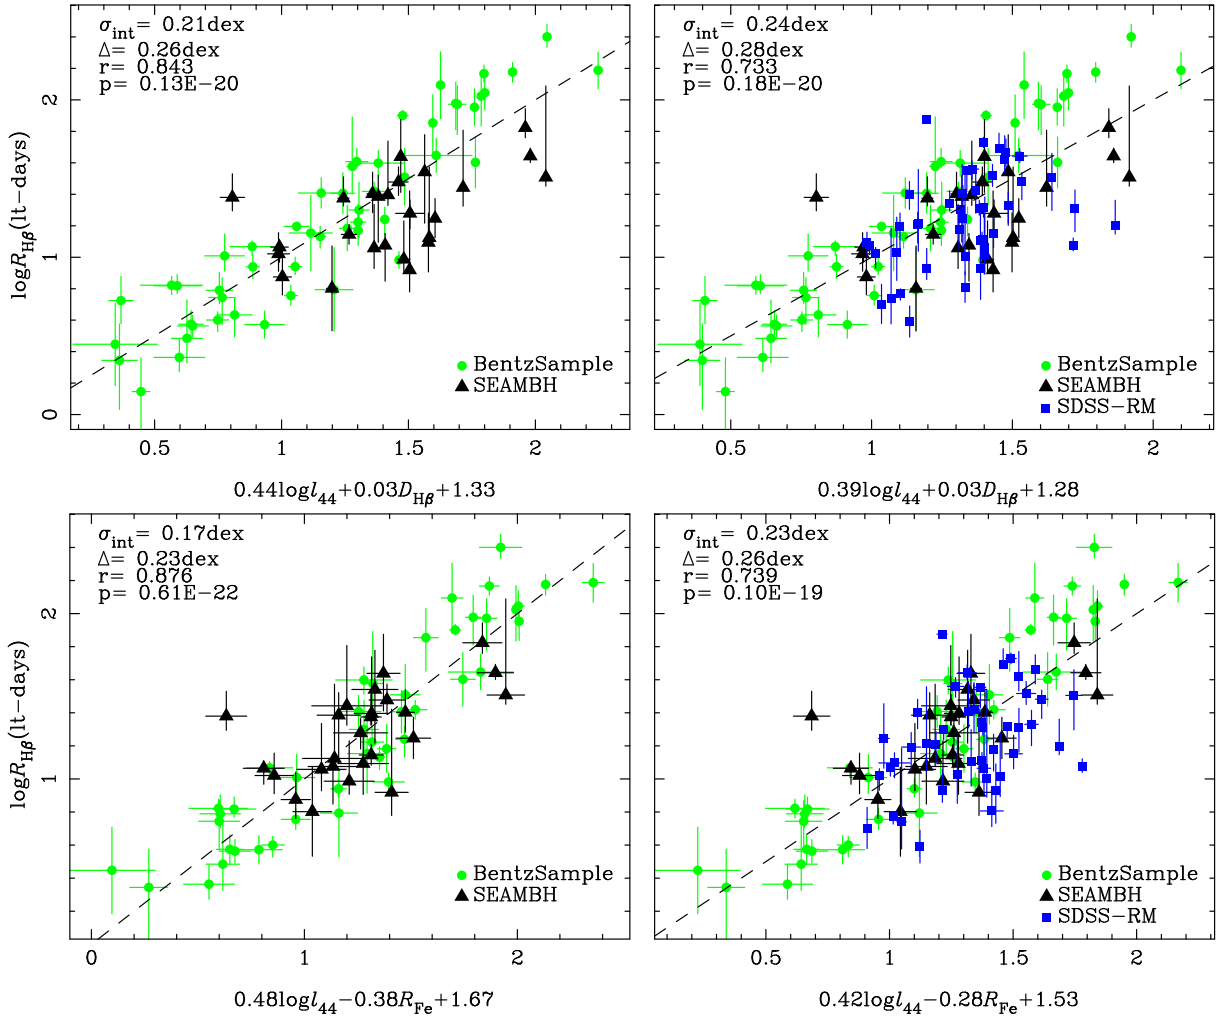 σint= 0.21dex
Δ= 0.26dex
r= 0.843
p= 0.13E−20
logRHβ(lt−days)
2
1
0
BentzSample
SEAMBH
0.5 1 1.5 2
0.44logl44+0.03DHβ+1.33
σint= 0.24dex
Δ= 0.28dex
r= 0.733
p= 0.18E−20
BentzSample
SEAMBH
SDSS−RM
0.5 1 1.5 2
0.39logl44+0.03DHβ+1.28
σint= 0.17dex
Δ= 0.23dex
r= 0.876
p= 0.61E−22
logRHβ(lt−days)
2
1
BentzSample
SEAMBH
0 1 2
0.48logl44−0.38RFe+1.67
σint= 0.23dex
Δ= 0.26dex
r= 0.739
p= 0.10E−19
BentzSample
SEAMBH
SDSS−RM
0.5 1 1.5 2
0.42logl44−0.28RFe+1.53